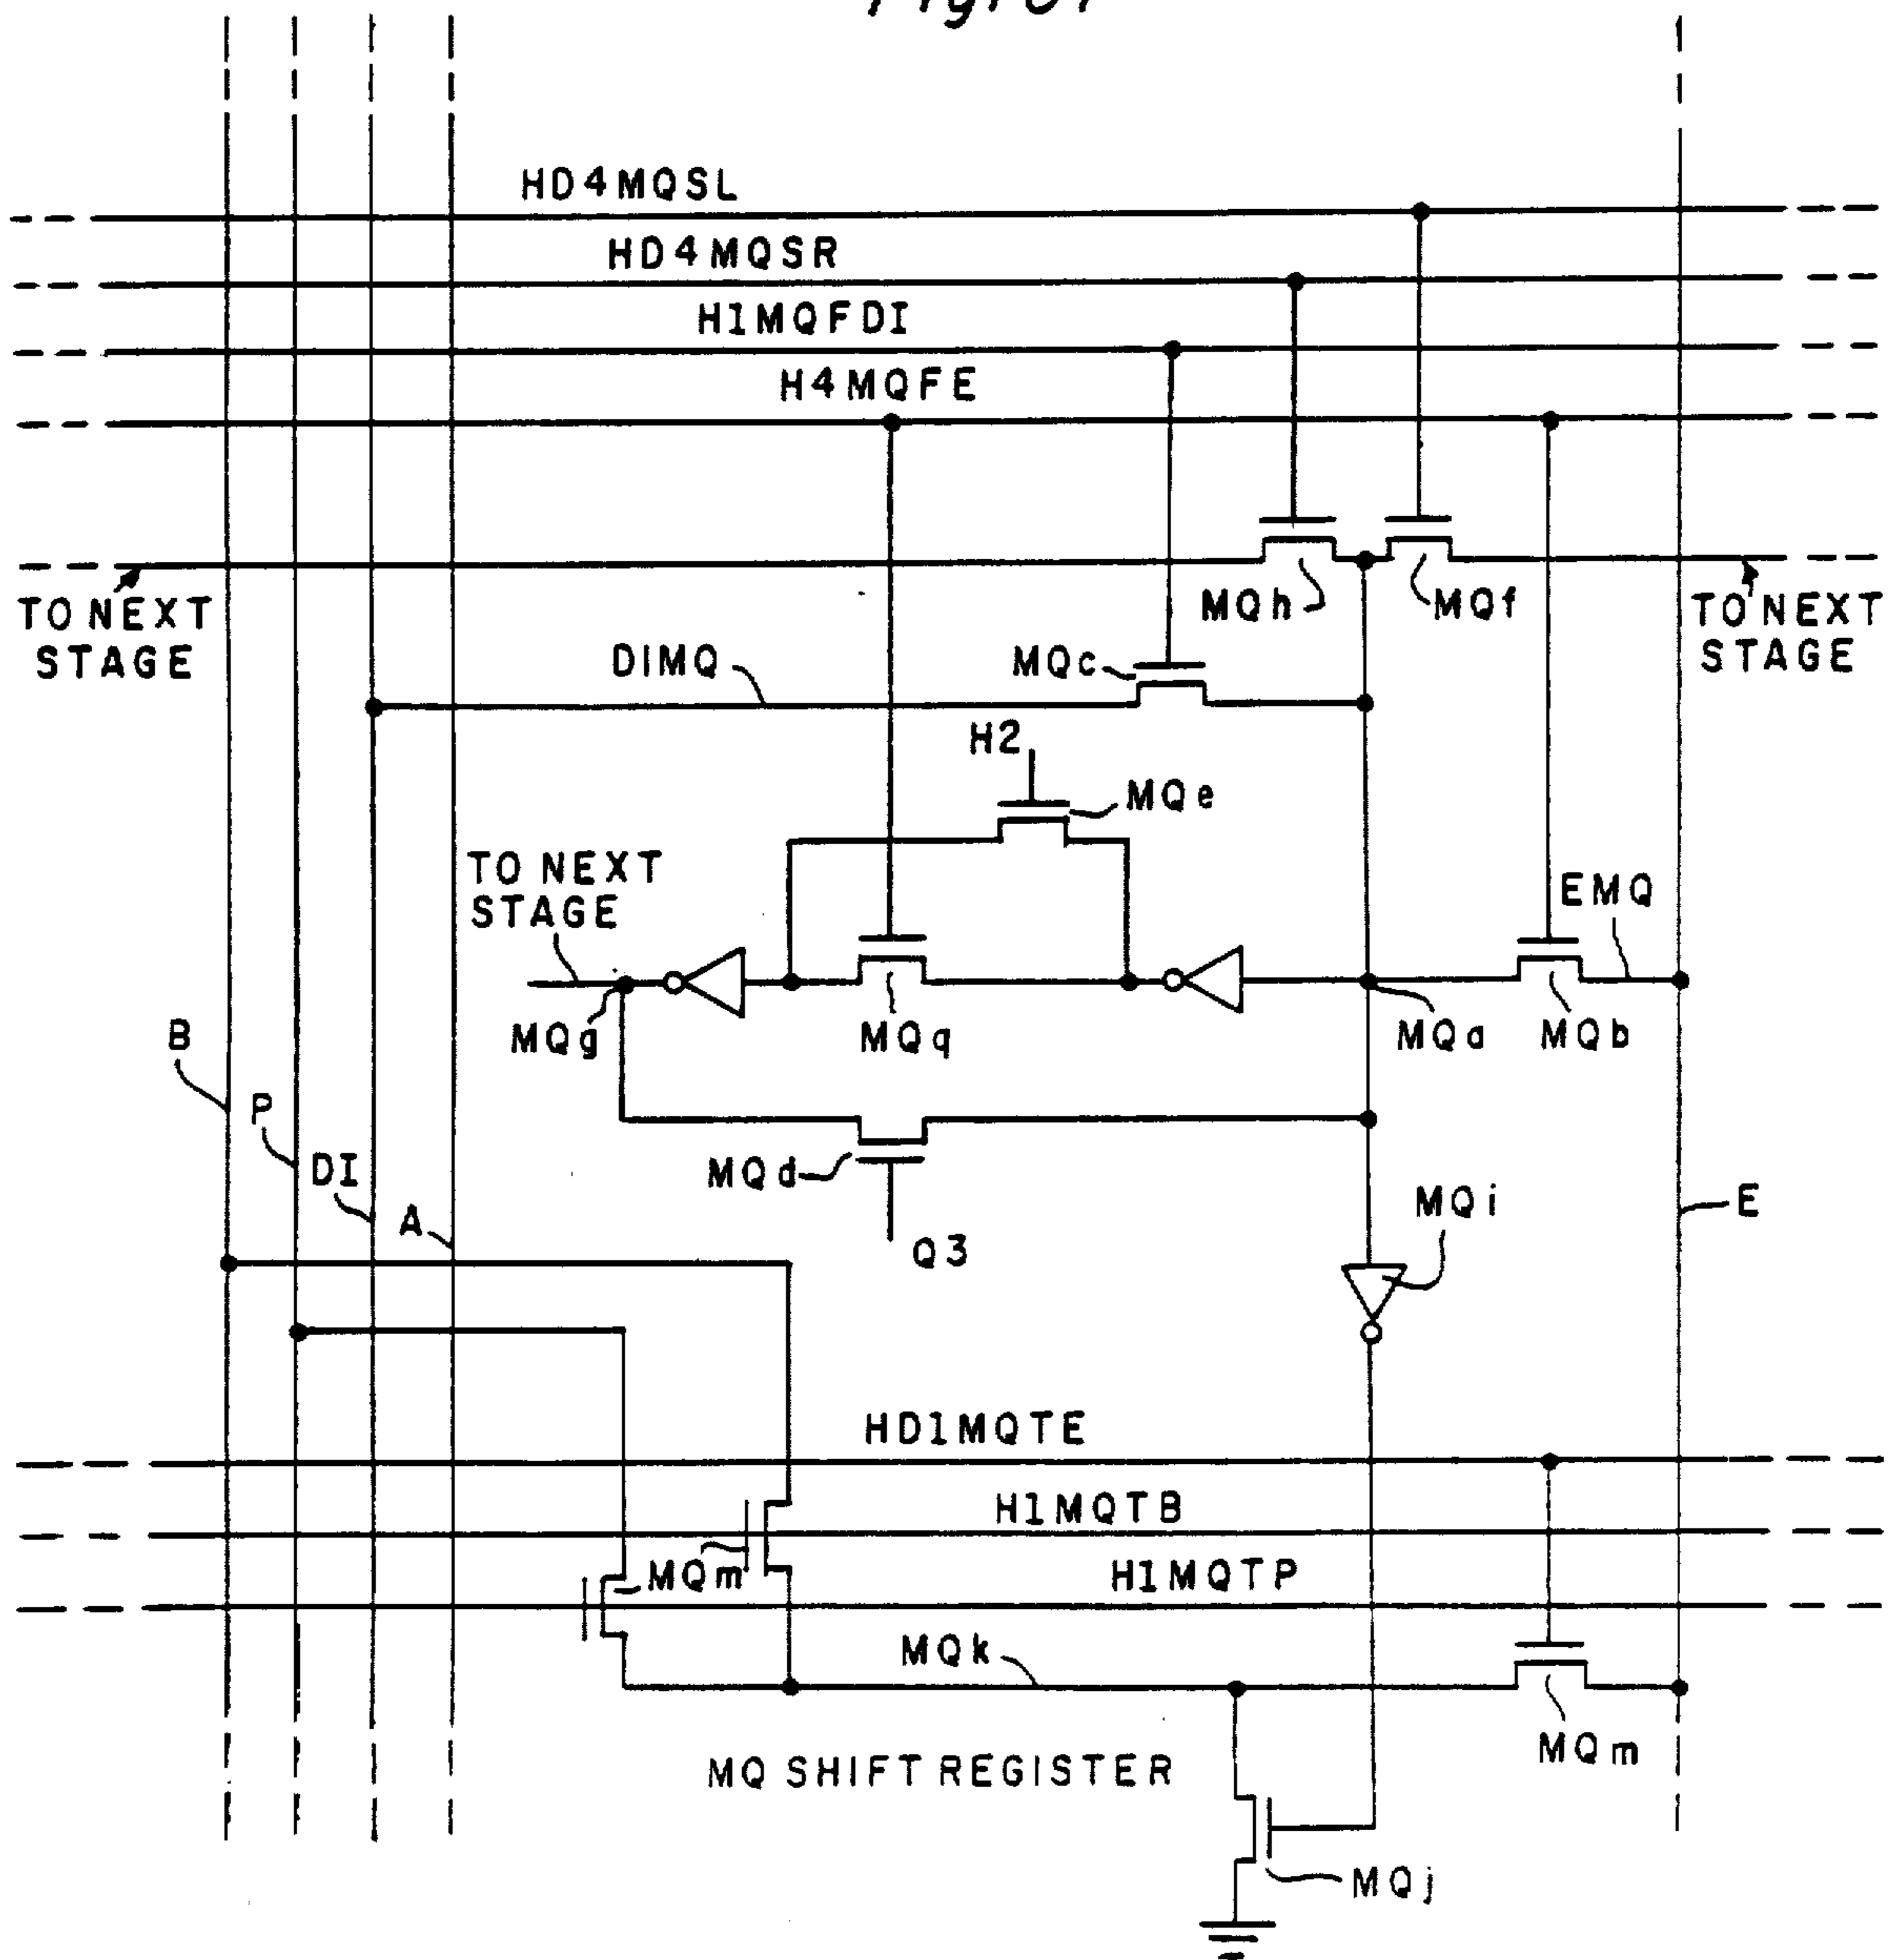 HD4MQSL
HD4MQSR
H1MQFDI
H4MQFE
TO NEXT
STAGE
MQh
MQf
TO NEXT
STAGE
DIMQ
MQc
H2
MQe
TO NEXT
STAGE
EMQ
MQg
MQq
MQa
MQb
B
P
DI
A
MQd
Q3
MQi
E
HD1MQTE
H1MQTB
MQm
H1MQTP
MQk
MQm
MQ SHIFT REGISTER
MQj